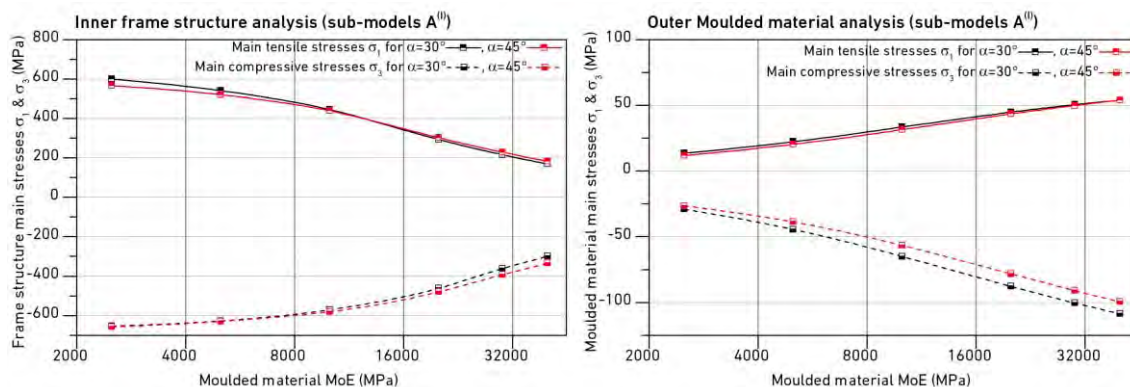 Inner frame structure analysis (sub-models A⁽ᴵ⁾)
Main tensile stresses σ₁ for α=30°, α=45°
Main compressive stresses σ₃ for α=30°, α=45°
Frame structure main stresses σ₁ & σ₃ (MPa)
800
600
400
200
0
-200
-400
-600
2000 4000 8000 16000 32000
Moulded material MoE (MPa)
Outer Moulded material analysis (sub-models A⁽ᴵ⁾)
Main tensile stresses σ₁ for α=30°, α=45°
Main compressive stresses σ₃ for α=30°, α=45°
Moulded material main stresses σ₁ & σ₃ (MPa)
100
50
0
-50
-100
2000 4000 8000 16000 32000
Moulded material MoE (MPa)